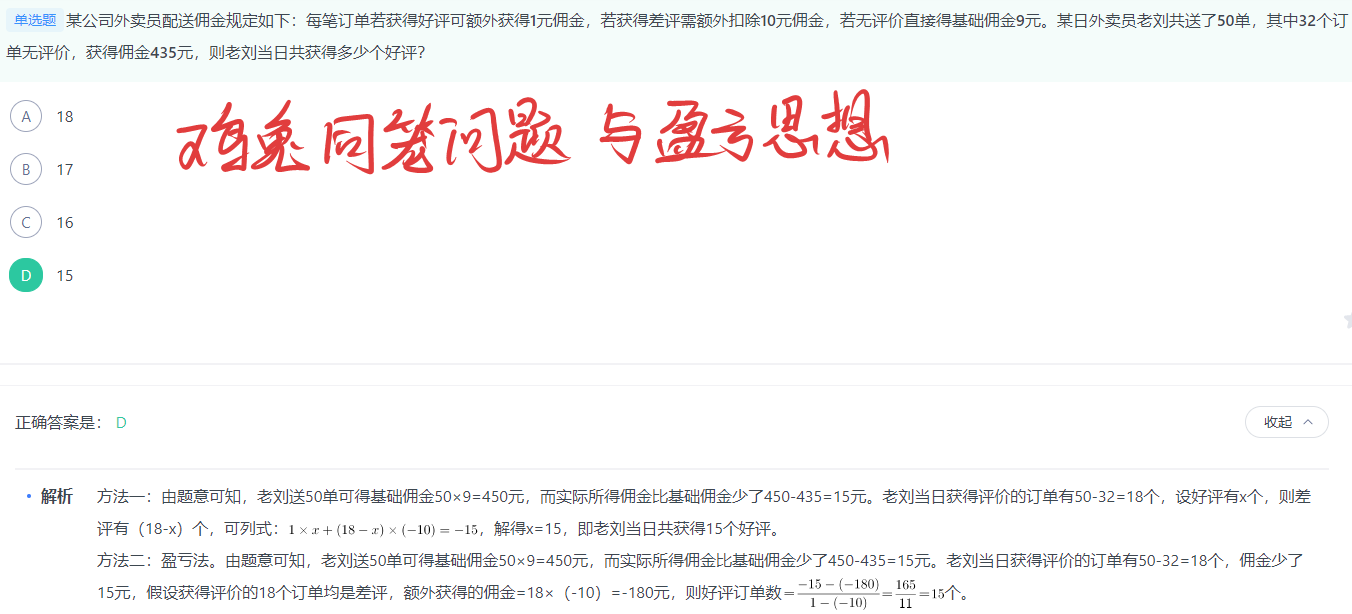 单选题 某公司外卖员配送佣金规定如下：每笔订单若获得好评可额外获得1元佣金，若获得差评需额外扣除10元佣金，若无评价直接得基础佣金9元。某日外卖员老刘共送了50单，其中32个订
单无评价，获得佣金435元，则老刘当日共获得多少个好评？
A 18
鸡兔同笼问题 与盈亏思想
B 17
C 16
D 15
正确答案是： D
收起
• 解析 方法一：由题意可知，老刘送50单可得基础佣金50×9=450元，而实际所得佣金比基础佣金少了450-435=15元。老刘当日获得评价的订单有50-32=18个，设好评有x个，则差
评有（18-x）个，可列式：1 × x + (18 − x) × (−10) = −15，解得x=15，即老刘当日共获得15个好评。
方法二：盈亏法。由题意可知，老刘送50单可得基础佣金50×9=450元，而实际所得佣金比基础佣金少了450-435=15元。老刘当日获得评价的订单有50-32=18个，佣金少了
15元，假设获得评价的18个订单均是差评，额外获得的佣金=18×（-10）=-180元，则好评订单数=\frac{−15−(−180)}{1−(−10)}=\frac{165}{11}=15个。